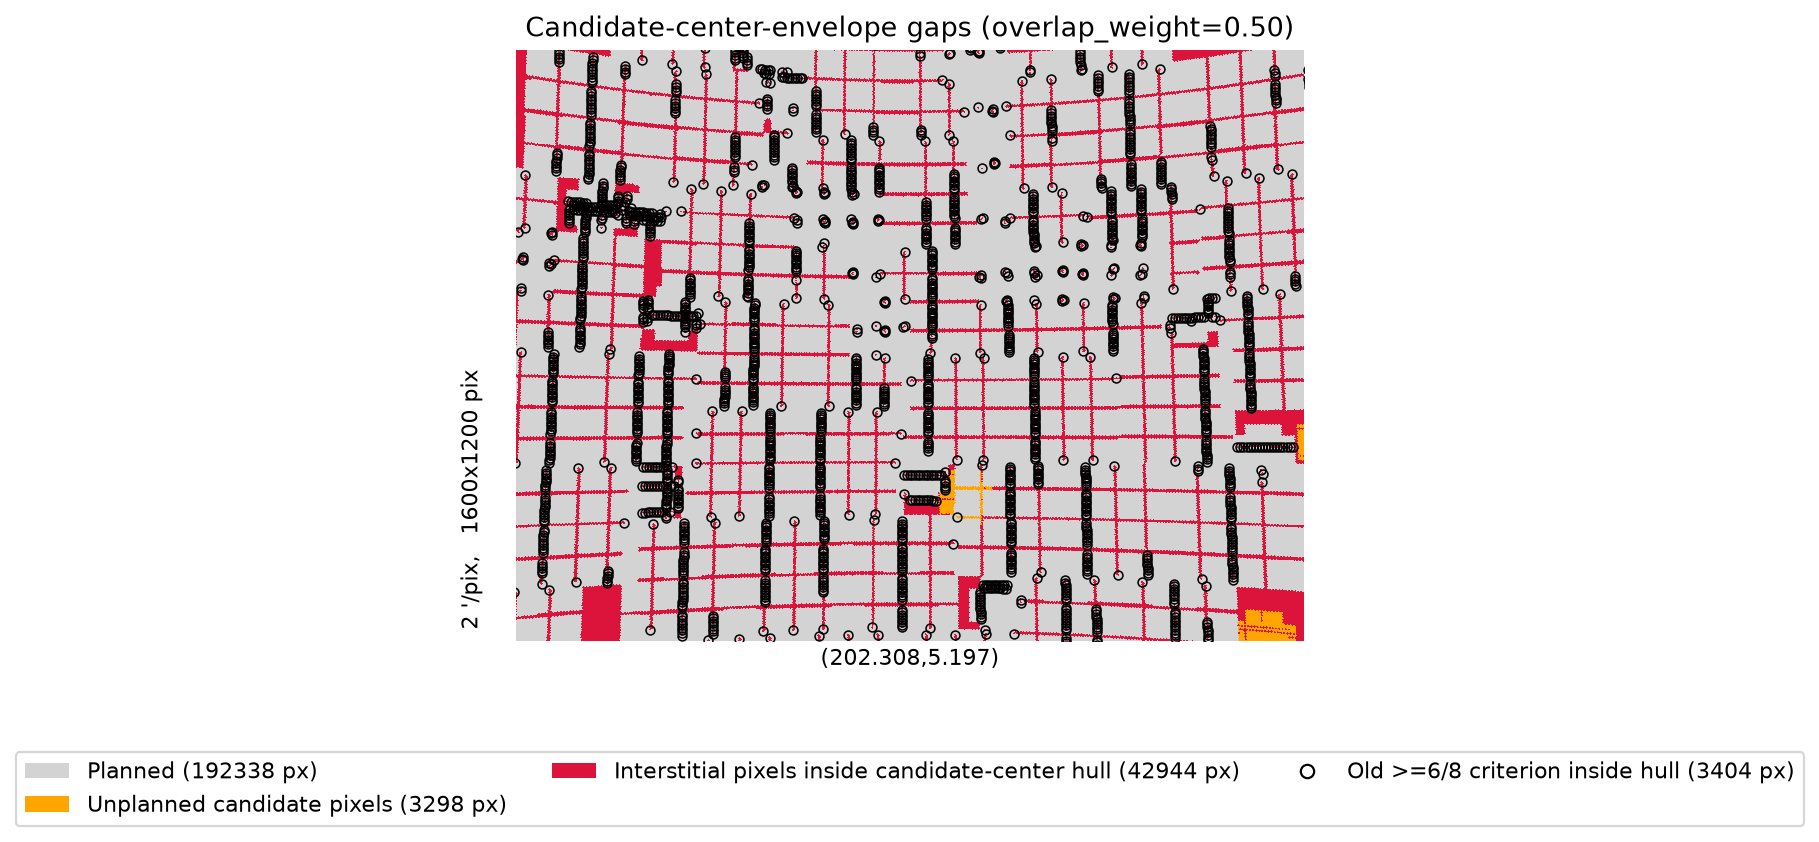 Candidate-center-envelope gaps (overlap_weight=0.50)
2 '/pix,   1600x1200 pix
(202.308,5.197)
Planned (192338 px)
Unplanned candidate pixels (3298 px)
Interstitial pixels inside candidate-center hull (42944 px)
Old >=6/8 criterion inside hull (3404 px)